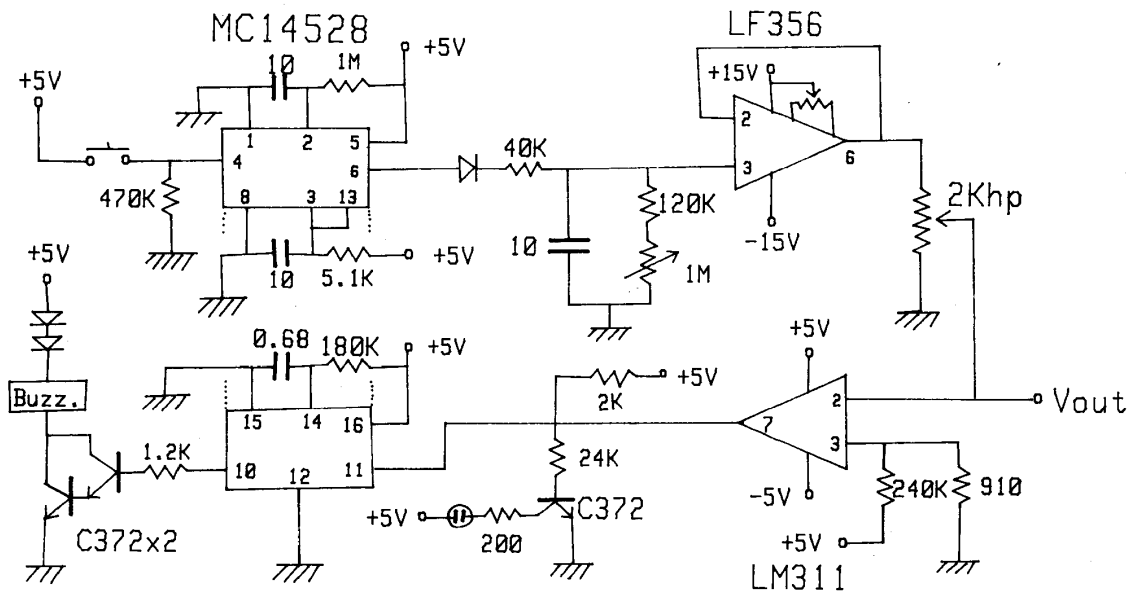 MC14528
LF356
+5V
10
1M
+5V
+15V
1
2
5
4
6
8
3
13
470K
40K
2
3
6
120K
10
1M
-15V
2Khp
10
5.1K
+5V
+5V
0.68
180K
+5V
Buzz.
15
14
16
10
12
11
1.2K
C372x2
2K
+5V
24K
C372
+5V
200
+5V
2
7
3
-5V
Vout
240K
910
+5V
LM311